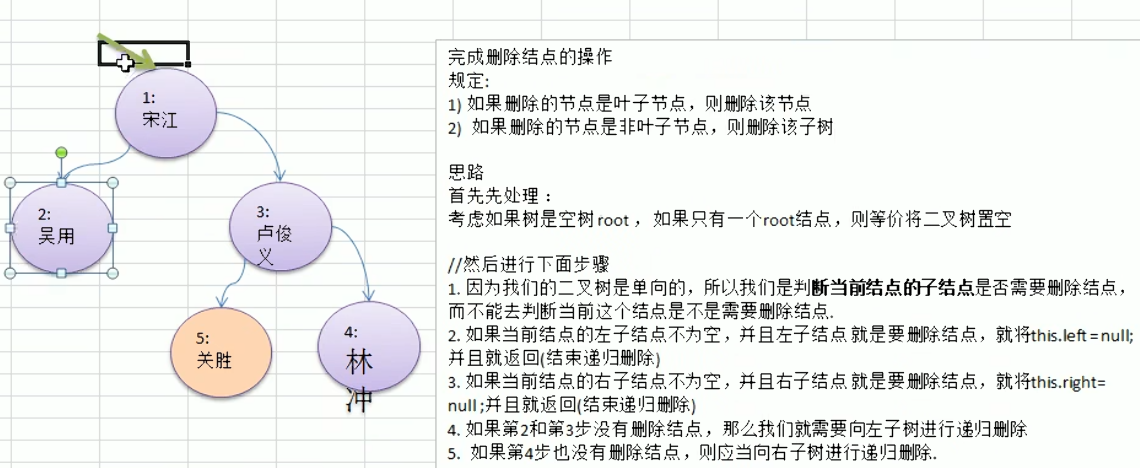 1:
宋江
2:
吴用
3:
卢俊
义
5:
关胜
4:
林
冲
完成删除结点的操作
规定:
1) 如果删除的节点是叶子节点，则删除该节点
2) 如果删除的节点是非叶子节点，则删除该子树
思路
首先先处理：
考虑如果树是空树 root ，如果只有一个root结点，则等价将二叉树置空
//然后进行下面步骤
1. 因为我们的二叉树是单向的，所以我们是判断当前结点的子结点是否需要删除结点，
而不能去判断当前这个结点是不是需要删除结点.
2. 如果当前结点的左子结点不为空，并且左子结点 就是要删除结点，就将this.left = null;
并且就返回(结束递归删除)
3. 如果当前结点的右子结点不为空，并且右子结点 就是要删除结点，就将this.right=
null ;并且就返回(结束递归删除)
4. 如果第2和第3步没有删除结点，那么我们就需要向左子树进行递归删除
5. 如果第4步也没有删除结点，则应当向右子树进行递归删除.